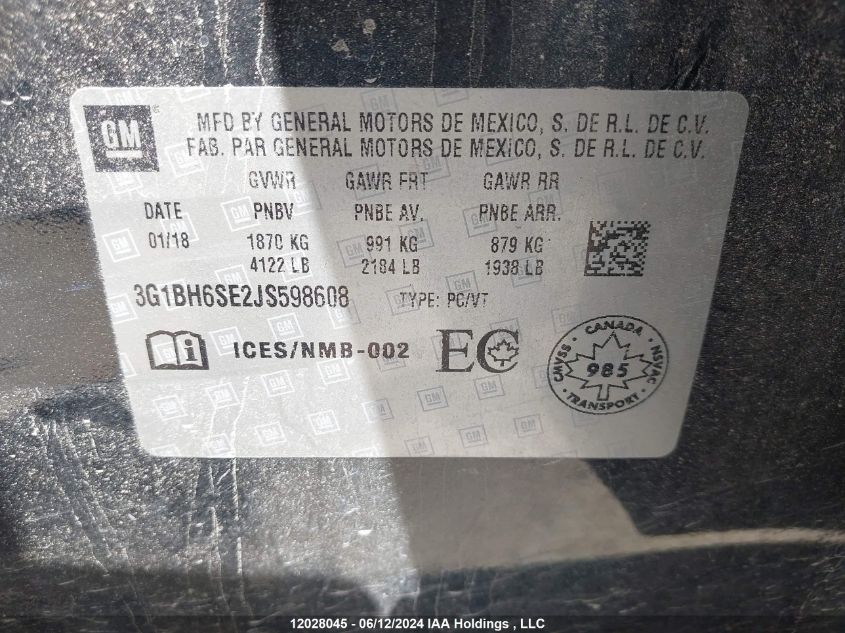 GM
MFD BY GENERAL MOTORS DE MEXICO, S. DE R.L. DE C.V.
FAB. PAR GENERAL MOTORS DE MEXICO, S. DE R.L. DE C.V.
GVWR GAWR FRT GAWR RR
DATE PNBV PNBE AV. PNBE ARR.
01/18 1870 KG 991 KG 879 KG
4122 LB 2184 LB 1938 LB
3G1BH6SE2JS598608 TYPE: PC/VT
i ICES/NMB-002 EC
CANADA
CMVSS 985 NSVAC
TRANSPORT
12028045 - 06/12/2024 IAA Holdings , LLC